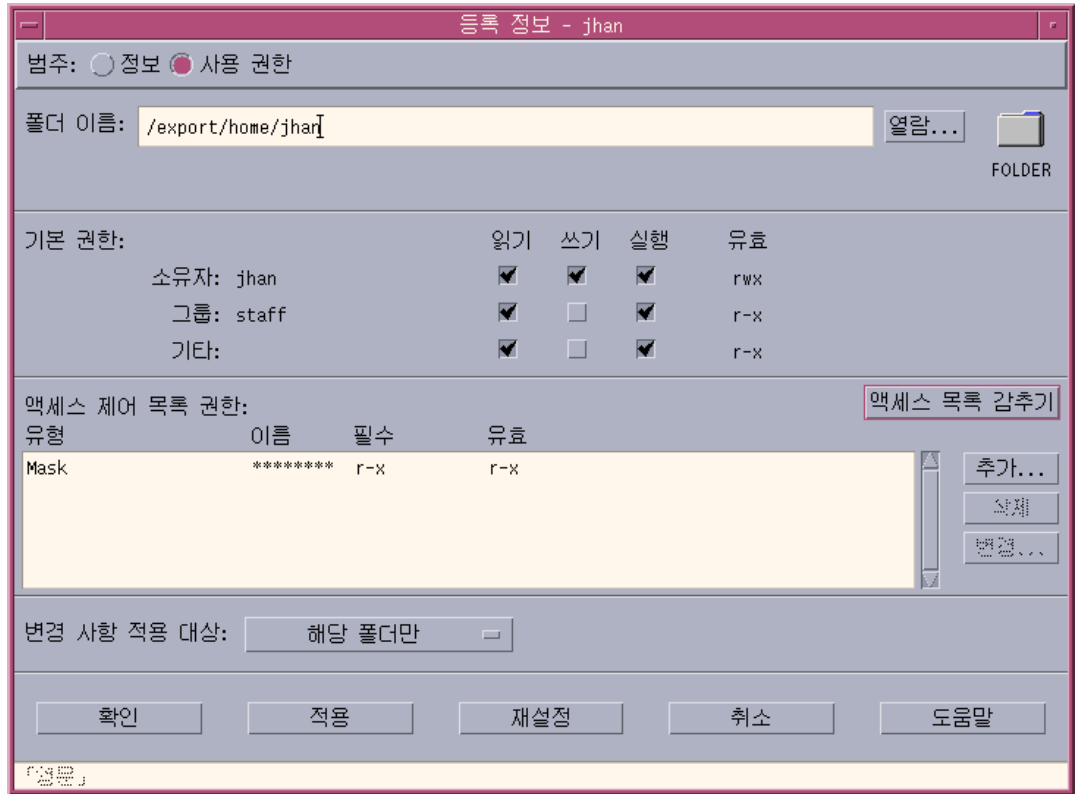 등록 정보 - jhan
범주: 정보 사용 권한
폴더 이름: /export/home/jhan 열람...
FOLDER
기본 권한: 읽기 쓰기 실행 유효
소유자: jhan rwx
그룹: staff r-x
기타: r-x
액세스 제어 목록 권한: 액세스 목록 감추기
유형 이름 필수 유효
Mask ******** r-x r-x
추가...
삭제
변경...
변경 사항 적용 대상: 해당 폴더만
확인 적용 재설정 취소 도움말
「영문」